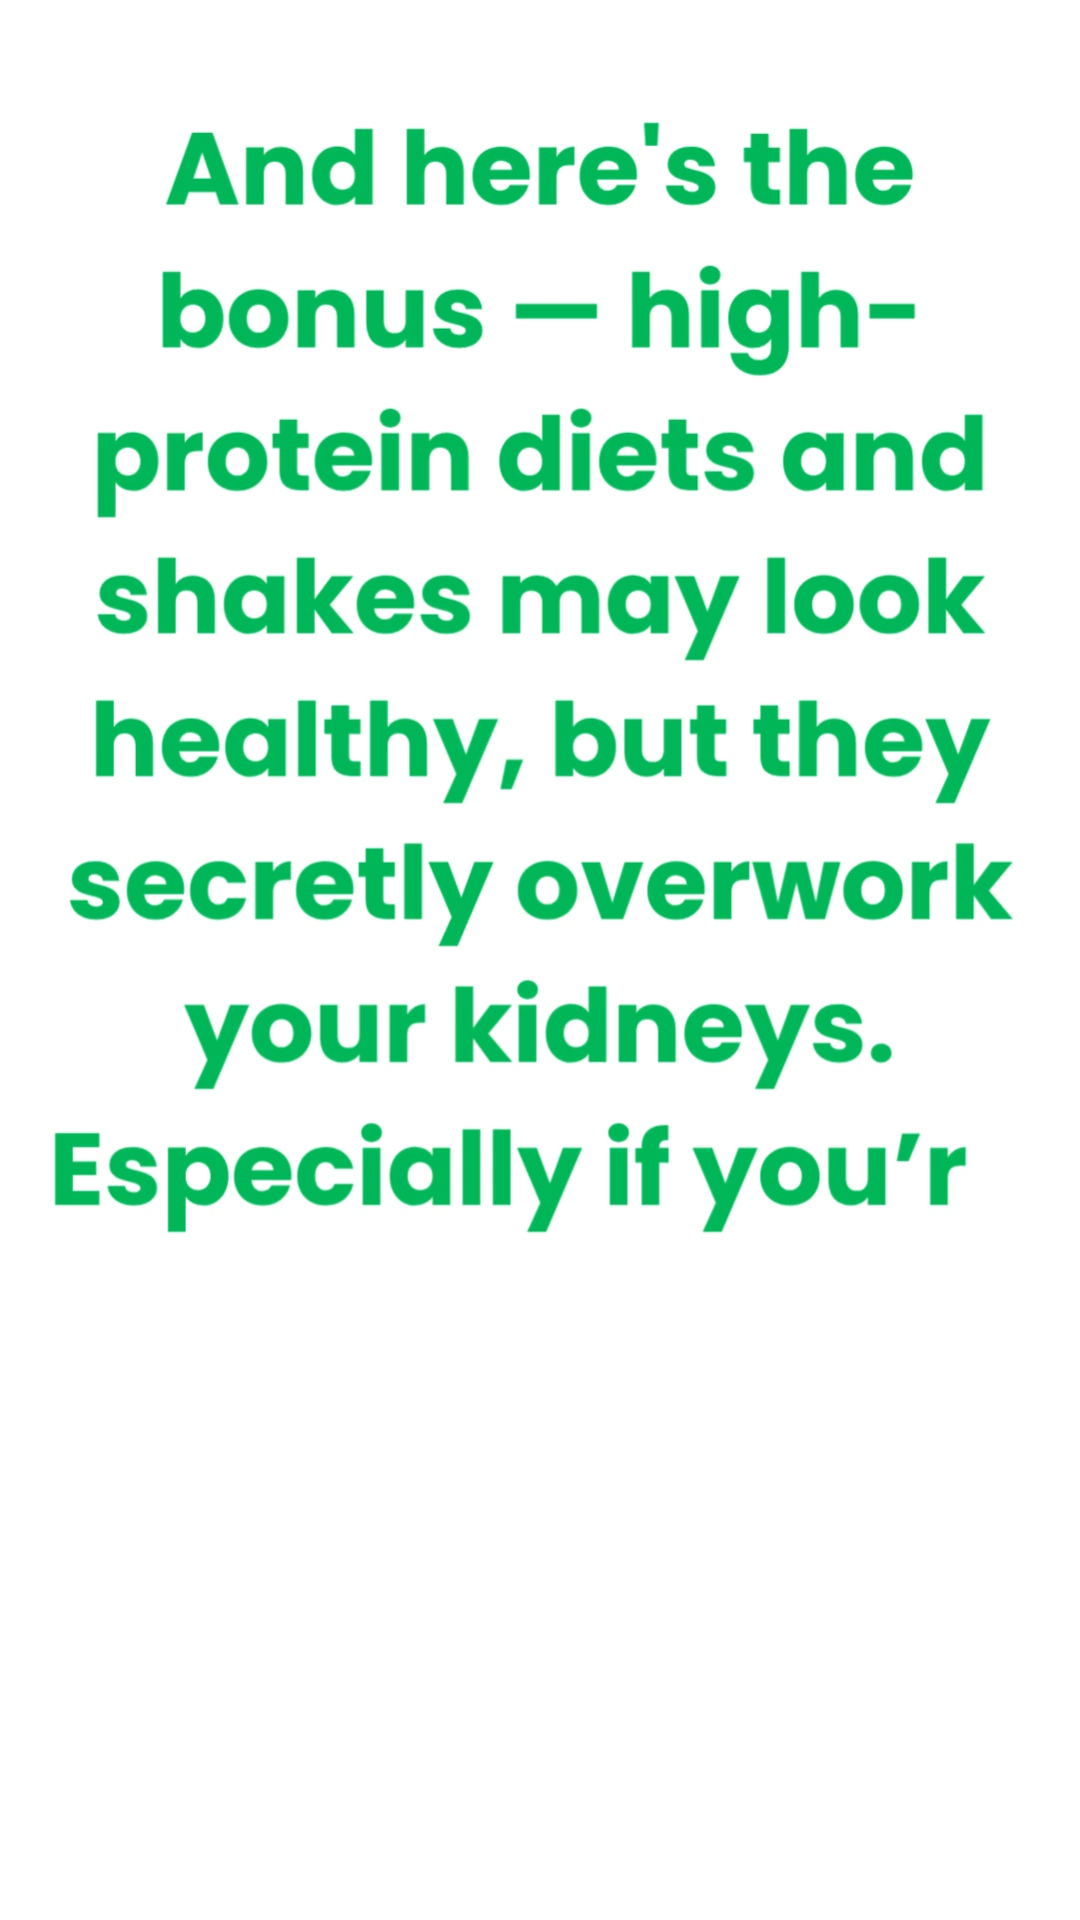 And here's the
bonus — high-
protein diets and
shakes may look
healthy, but they
secretly overwork
your kidneys.
Especially if you’r